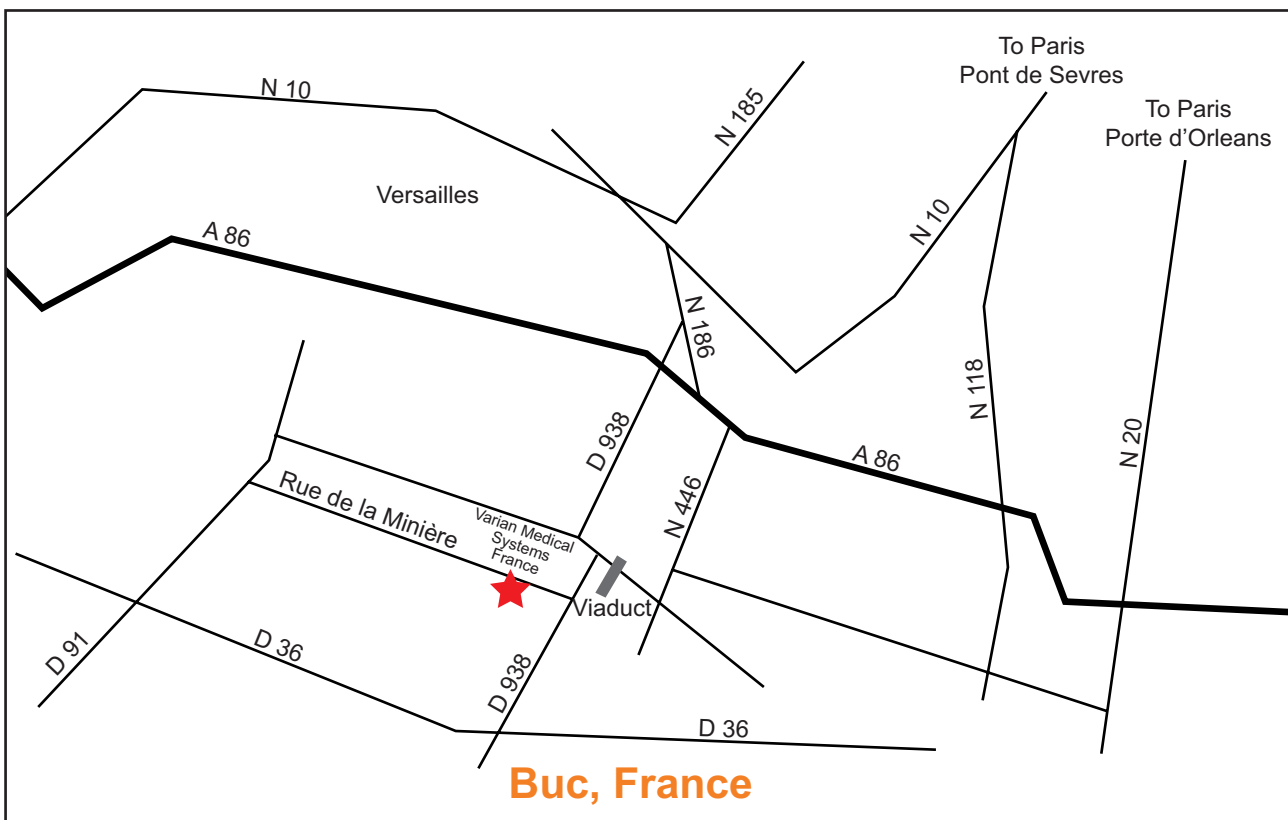 To Paris
Pont de Sevres
N 10
N 185
To Paris
Porte d’Orleans
Versailles
N 10
A 86
N 186
N 118
D 938
N 20
A 86
Rue de la Minière
N 446
Varian Medical
Systems
France
Viaduct
D 91
D 36
D 938
D 36
Buc, France